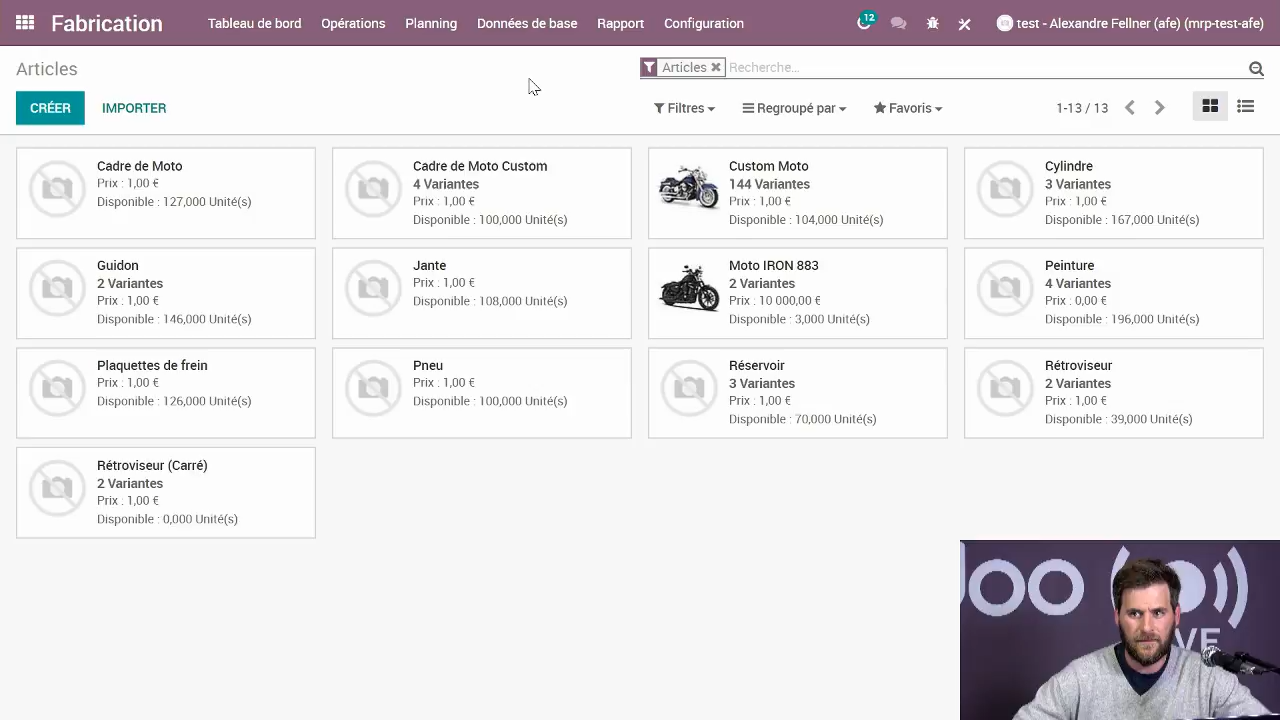 Fabrication
Tableau de bord
Opérations
Planning
Données de base
Rapport
Configuration
12
test - Alexandre Fellner (afe) (mrp-test-afe)
Articles
Articles
Recherche...
CRÉER
IMPORTER
Filtres
Regroupé par
Favoris
1-13 / 13
Cadre de Moto
Prix : 1,00 €
Disponible : 127,000 Unité(s)
Cadre de Moto Custom
4 Variantes
Prix : 1,00 €
Disponible : 100,000 Unité(s)
Custom Moto
144 Variantes
Prix : 1,00 €
Disponible : 104,000 Unité(s)
Cylindre
3 Variantes
Prix : 1,00 €
Disponible : 167,000 Unité(s)
Guidon
2 Variantes
Prix : 1,00 €
Disponible : 146,000 Unité(s)
Jante
Prix : 1,00 €
Disponible : 108,000 Unité(s)
Moto IRON 883
2 Variantes
Prix : 10 000,00 €
Disponible : 3,000 Unité(s)
Peinture
4 Variantes
Prix : 0,00 €
Disponible : 196,000 Unité(s)
Plaquettes de frein
Prix : 1,00 €
Disponible : 126,000 Unité(s)
Pneu
Prix : 1,00 €
Disponible : 100,000 Unité(s)
Réservoir
3 Variantes
Prix : 1,00 €
Disponible : 70,000 Unité(s)
Rétroviseur
2 Variantes
Prix : 1,00 €
Disponible : 39,000 Unité(s)
Rétroviseur (Carré)
2 Variantes
Prix : 1,00 €
Disponible : 0,000 Unité(s)